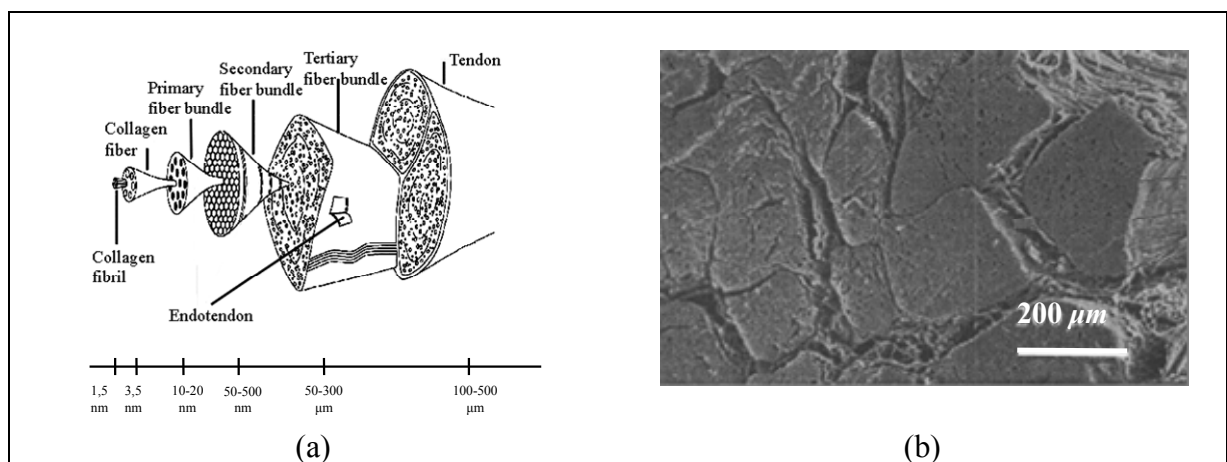 Tertiary
fiber bundle
Tendon
Secondary
fiber bundle
Primary
fiber bundle
Collagen
fiber
Collagen
fibril
Endotendon
1,5
nm
3,5
nm
10-20
nm
50-500
nm
50-300
μm
100-500
μm
(a)
200 μm
(b)